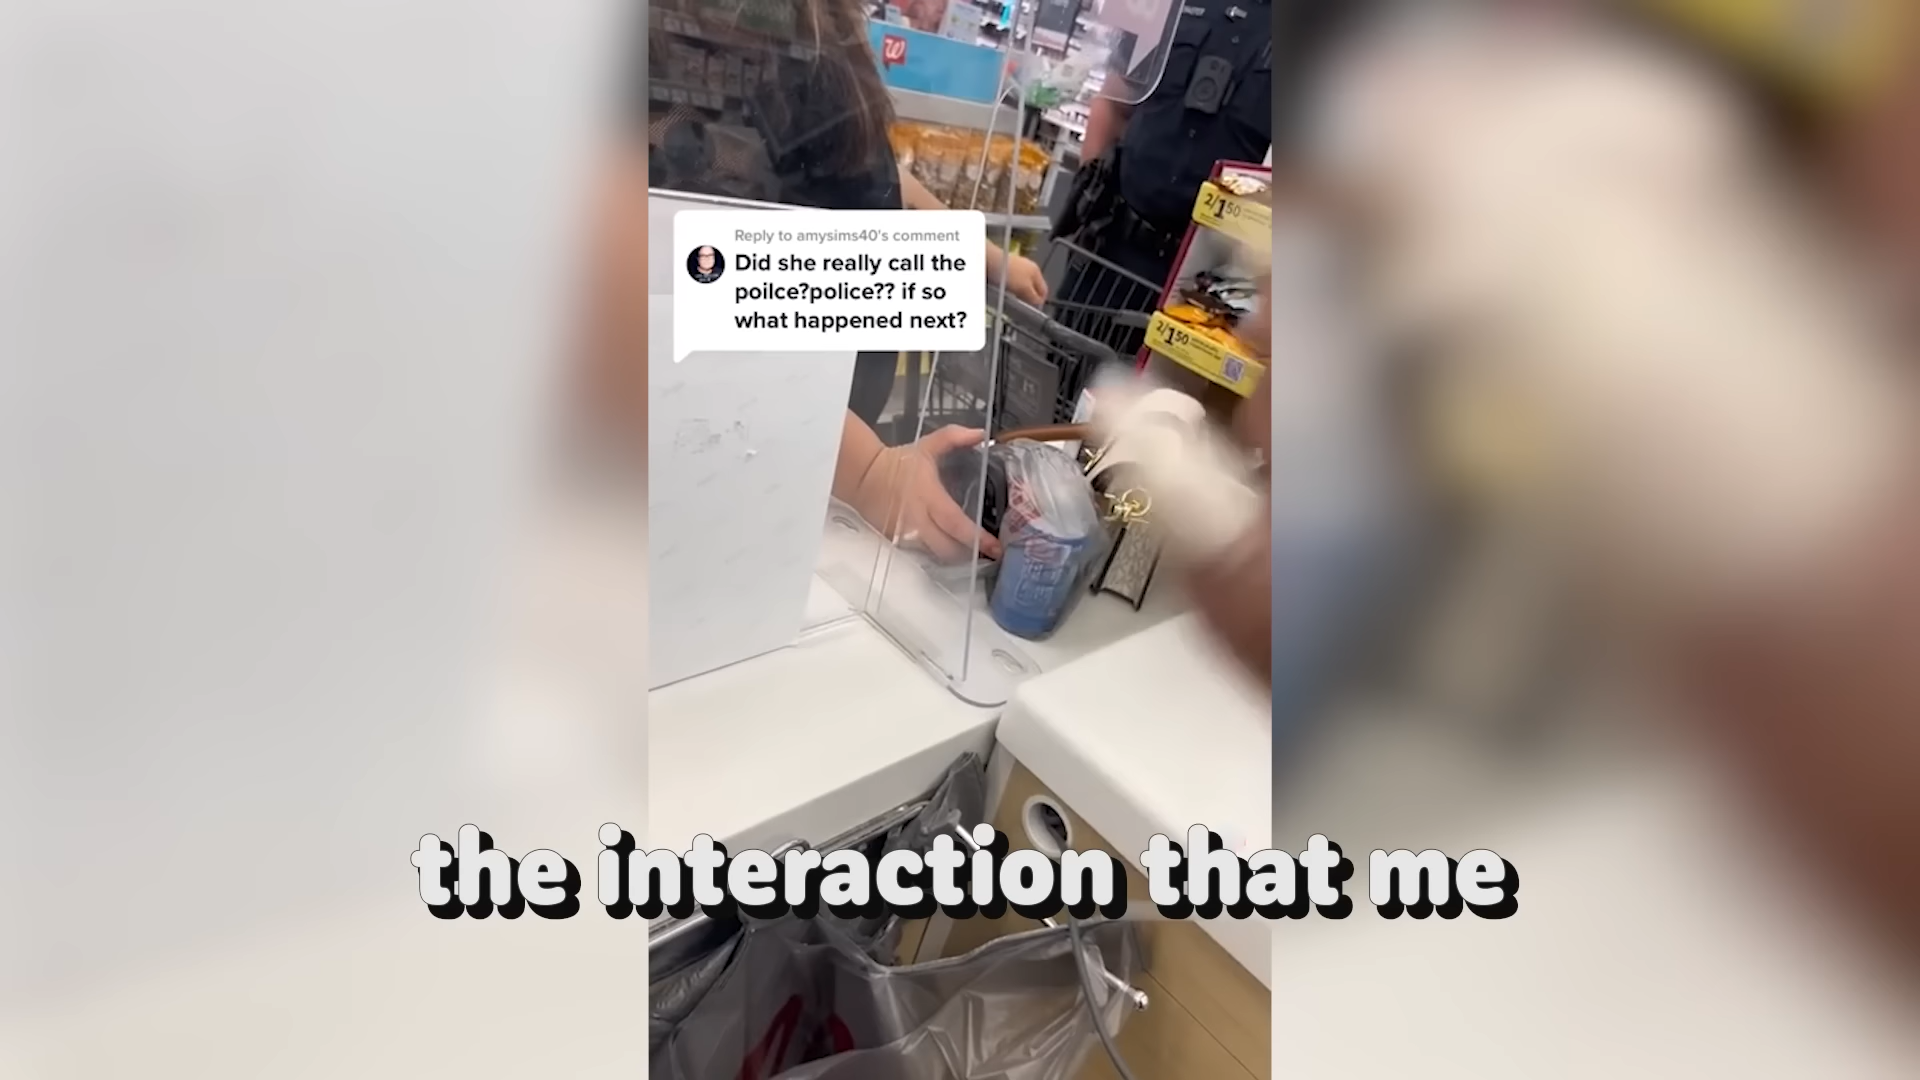 W
2/1.50
Reply to amysims40's comment
Did she really call the
poilce?police?? if so
what happened next?
2/1.50
the interaction that me